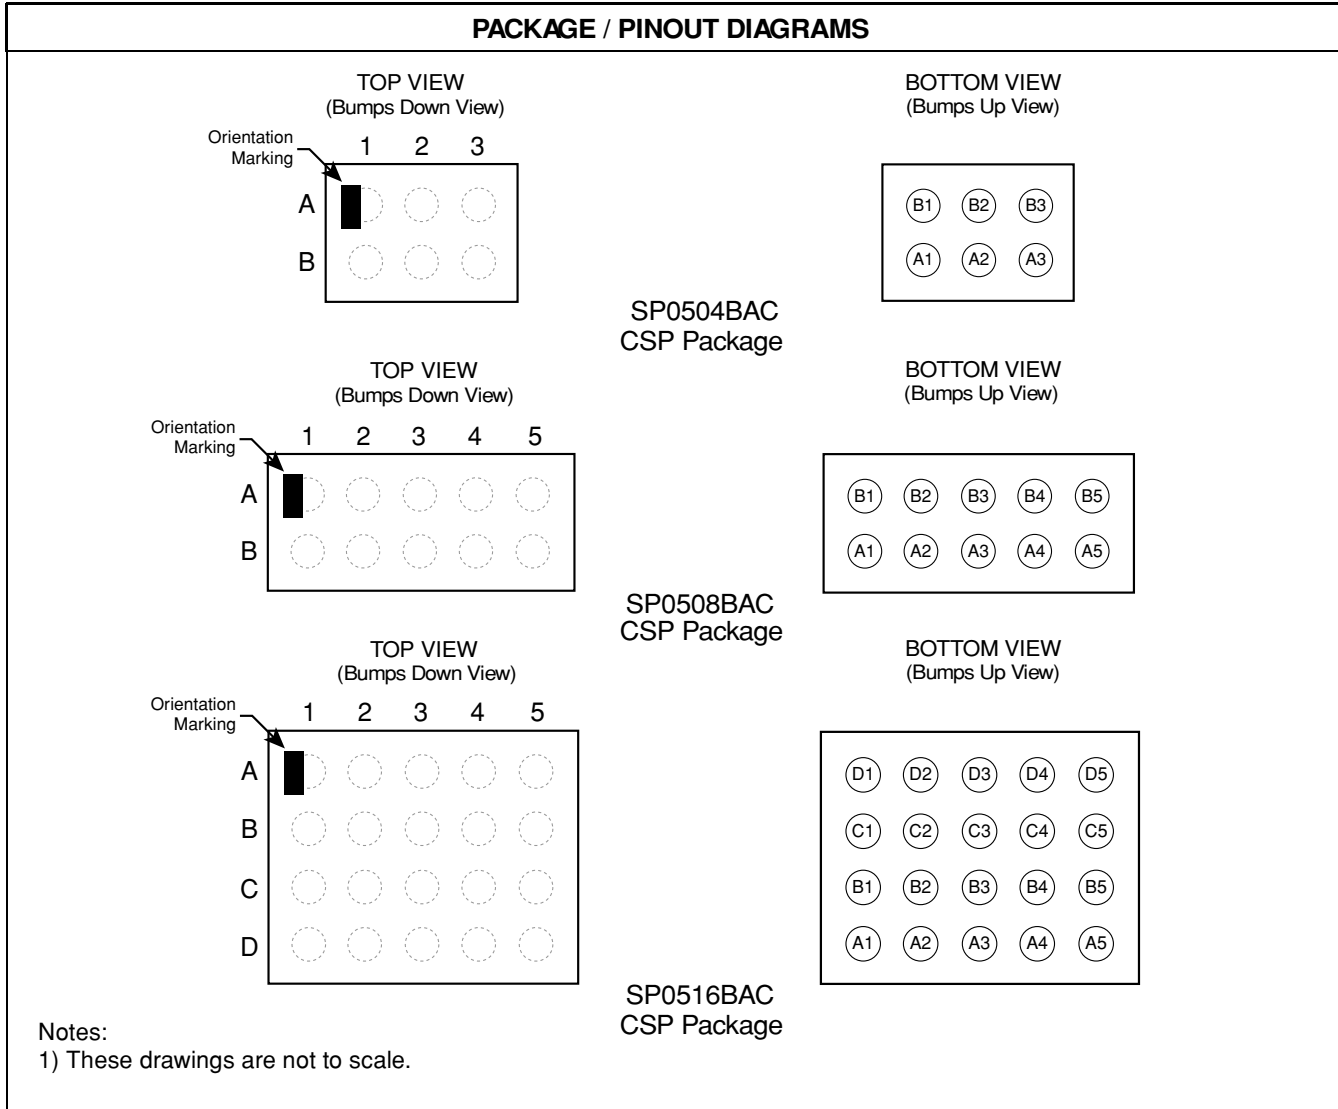 PACKAGE / PINOUT DIAGRAMS
TOP VIEW
(Bumps Down View)
BOTTOM VIEW
(Bumps Up View)
Orientation
Marking
1 2 3
A
B
B1 B2 B3
A1 A2 A3
SP0504BAC
CSP Package
TOP VIEW
(Bumps Down View)
BOTTOM VIEW
(Bumps Up View)
Orientation
Marking
1 2 3 4 5
A
B
B1 B2 B3 B4 B5
A1 A2 A3 A4 A5
SP0508BAC
CSP Package
TOP VIEW
(Bumps Down View)
BOTTOM VIEW
(Bumps Up View)
Orientation
Marking
1 2 3 4 5
A
B
C
D
D1 D2 D3 D4 D5
C1 C2 C3 C4 C5
B1 B2 B3 B4 B5
A1 A2 A3 A4 A5
SP0516BAC
CSP Package
Notes:
1) These drawings are not to scale.